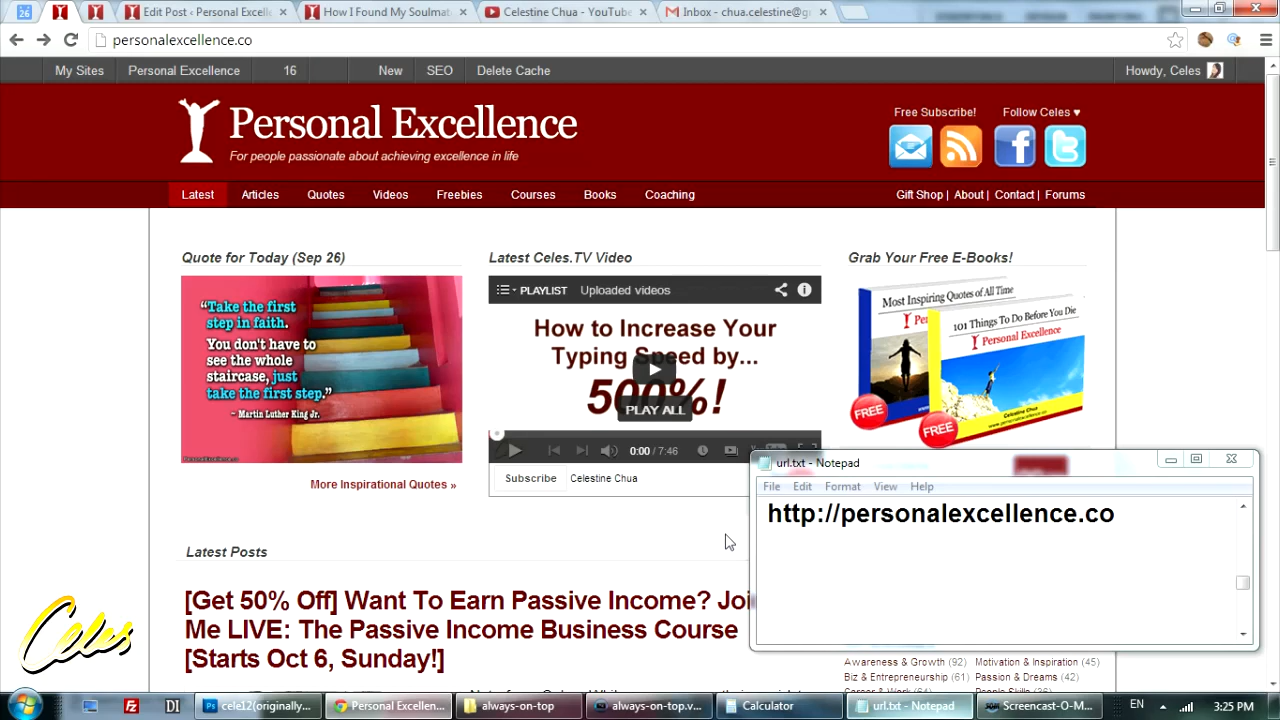 26
Edit Post ‹ Personal Excelle
How I Found My Soulmat
Celestine Chua - YouTube
Inbox - chua.celestine@g
personalexcellence.co
My Sites
Personal Excellence
16
New
SEO
Delete Cache
Howdy, Celes
Personal Excellence
For people passionate about achieving excellence in life
Free Subscribe!
Follow Celes ♥
Latest
Articles
Quotes
Videos
Freebies
Courses
Books
Coaching
Gift Shop | About | Contact | Forums
Quote for Today (Sep 26)
“Take the first
step in faith.
You don't have to
see the whole
staircase, just
take the first step.”
~ Martin Luther King Jr.
PersonalExcellence.co
More Inspirational Quotes »
Latest Celes.TV Video
PLAYLIST Uploaded videos
How to Increase Your
Typing Speed by...
500%!
PLAY ALL
0:00 / 7:46
Subscribe
Celestine Chua
Grab Your Free E-Books!
Most Inspiring Quotes of All Time
101 Things To Do Before You Die
Personal Excellence
FREE
FREE
Celestine Chua
www.personalexcellence.co
url.txt - Notepad
File Edit Format View Help
http://personalexcellence.co
Latest Posts
[Get 50% Off] Want To Earn Passive Income? Joi
Me LIVE: The Passive Income Business Course
[Starts Oct 6, Sunday!]
Awareness & Growth (92)
Motivation & Inspiration (45)
Biz & Entrepreneurship (61)
Passion & Dreams (42)
Celes
cele12(originally
Personal Excellen...
always-on-top
always-on-top.v...
Calculator
url.txt - Notepad
Screencast-O-M...
EN
3:25 PM